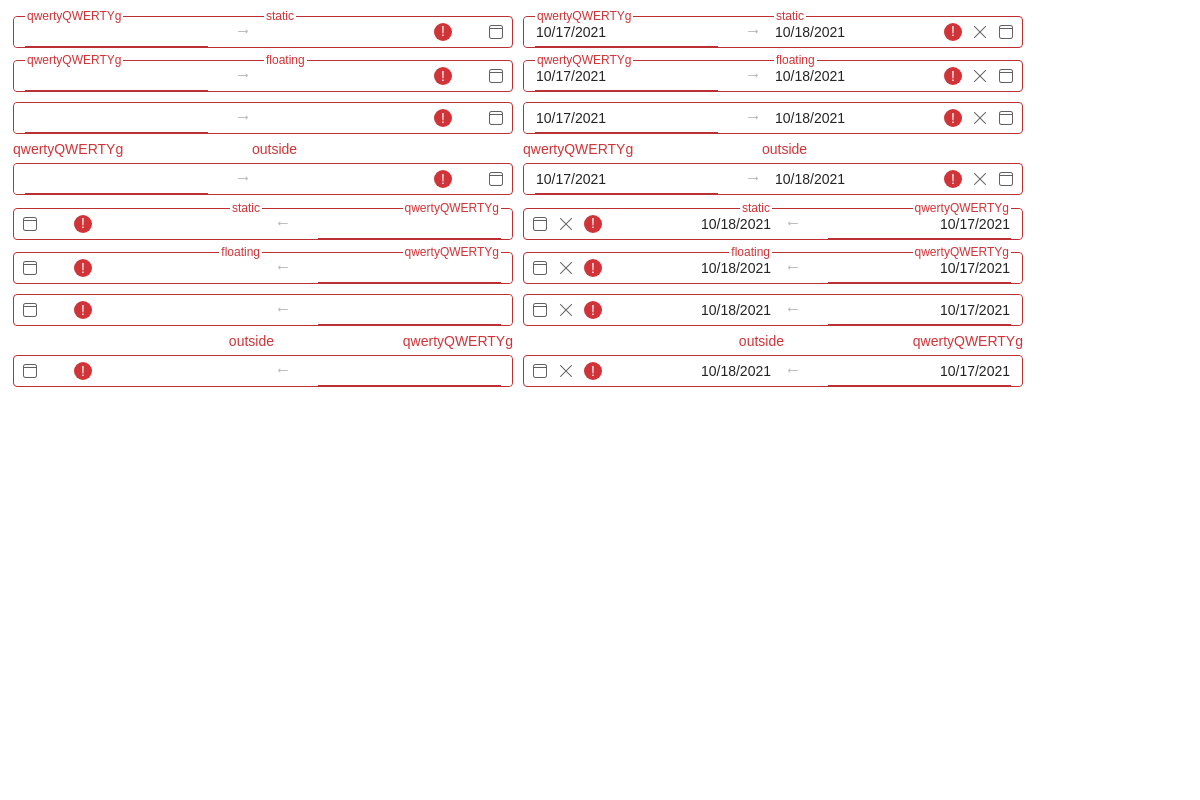 qwertyQWERTYg static qwertyQWERTYg static
→ ! 10/17/2021 → 10/18/2021 !
qwertyQWERTYg floating qwertyQWERTYg floating
→ ! 10/17/2021 → 10/18/2021 !
→ ! 10/17/2021 → 10/18/2021 !
qwertyQWERTYg outside qwertyQWERTYg outside
→ ! 10/17/2021 → 10/18/2021 !
static qwertyQWERTYg static qwertyQWERTYg
! ← ! 10/18/2021 ← 10/17/2021
floating qwertyQWERTYg floating qwertyQWERTYg
! ← ! 10/18/2021 ← 10/17/2021
! ← ! 10/18/2021 ← 10/17/2021
outside qwertyQWERTYg outside qwertyQWERTYg
! ← ! 10/18/2021 ← 10/17/2021